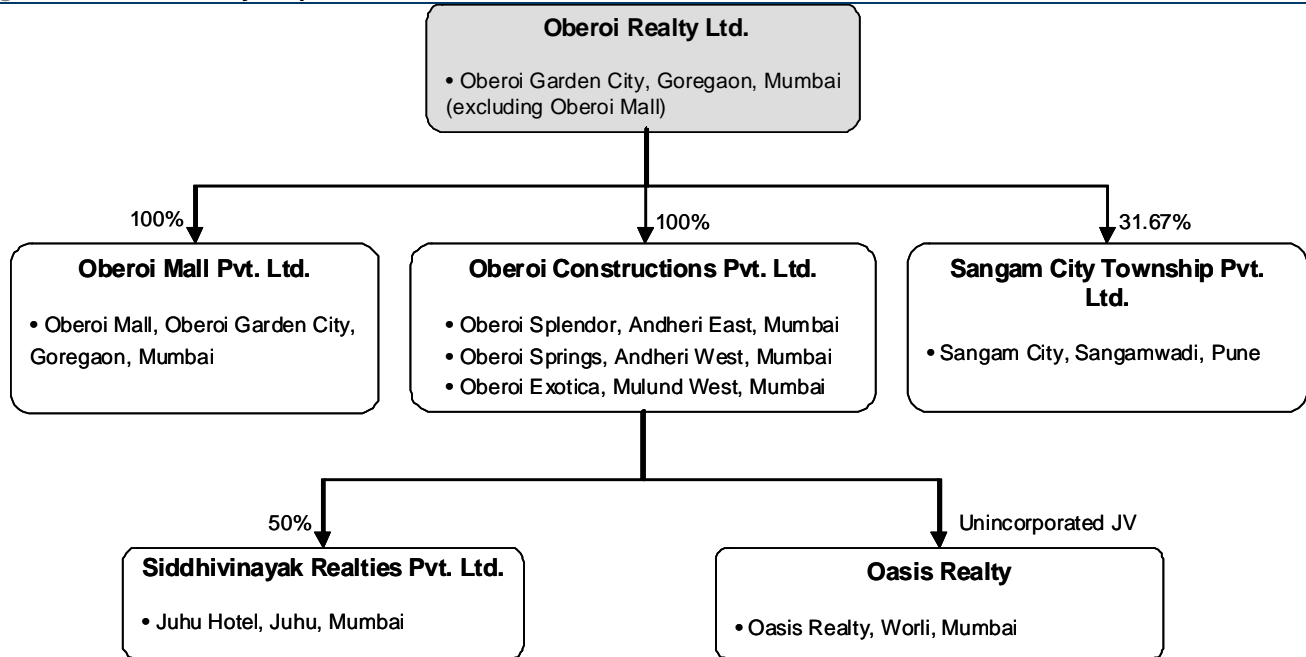 Oberoi Realty Ltd.
• Oberoi Garden City, Goregaon, Mumbai
(excluding Oberoi Mall)
100%
100%
31.67%
Oberoi Mall Pvt. Ltd.
• Oberoi Mall, Oberoi Garden City,
Goregaon, Mumbai
Oberoi Constructions Pvt. Ltd.
• Oberoi Splendor, Andheri East, Mumbai
• Oberoi Springs, Andheri West, Mumbai
• Oberoi Exotica, Mulund West, Mumbai
Sangam City Township Pvt.
Ltd.
• Sangam City, Sangamwadi, Pune
50%
Unincorporated JV
Siddhivinayak Realties Pvt. Ltd.
• Juhu Hotel, Juhu, Mumbai
Oasis Realty
• Oasis Realty, Worli, Mumbai